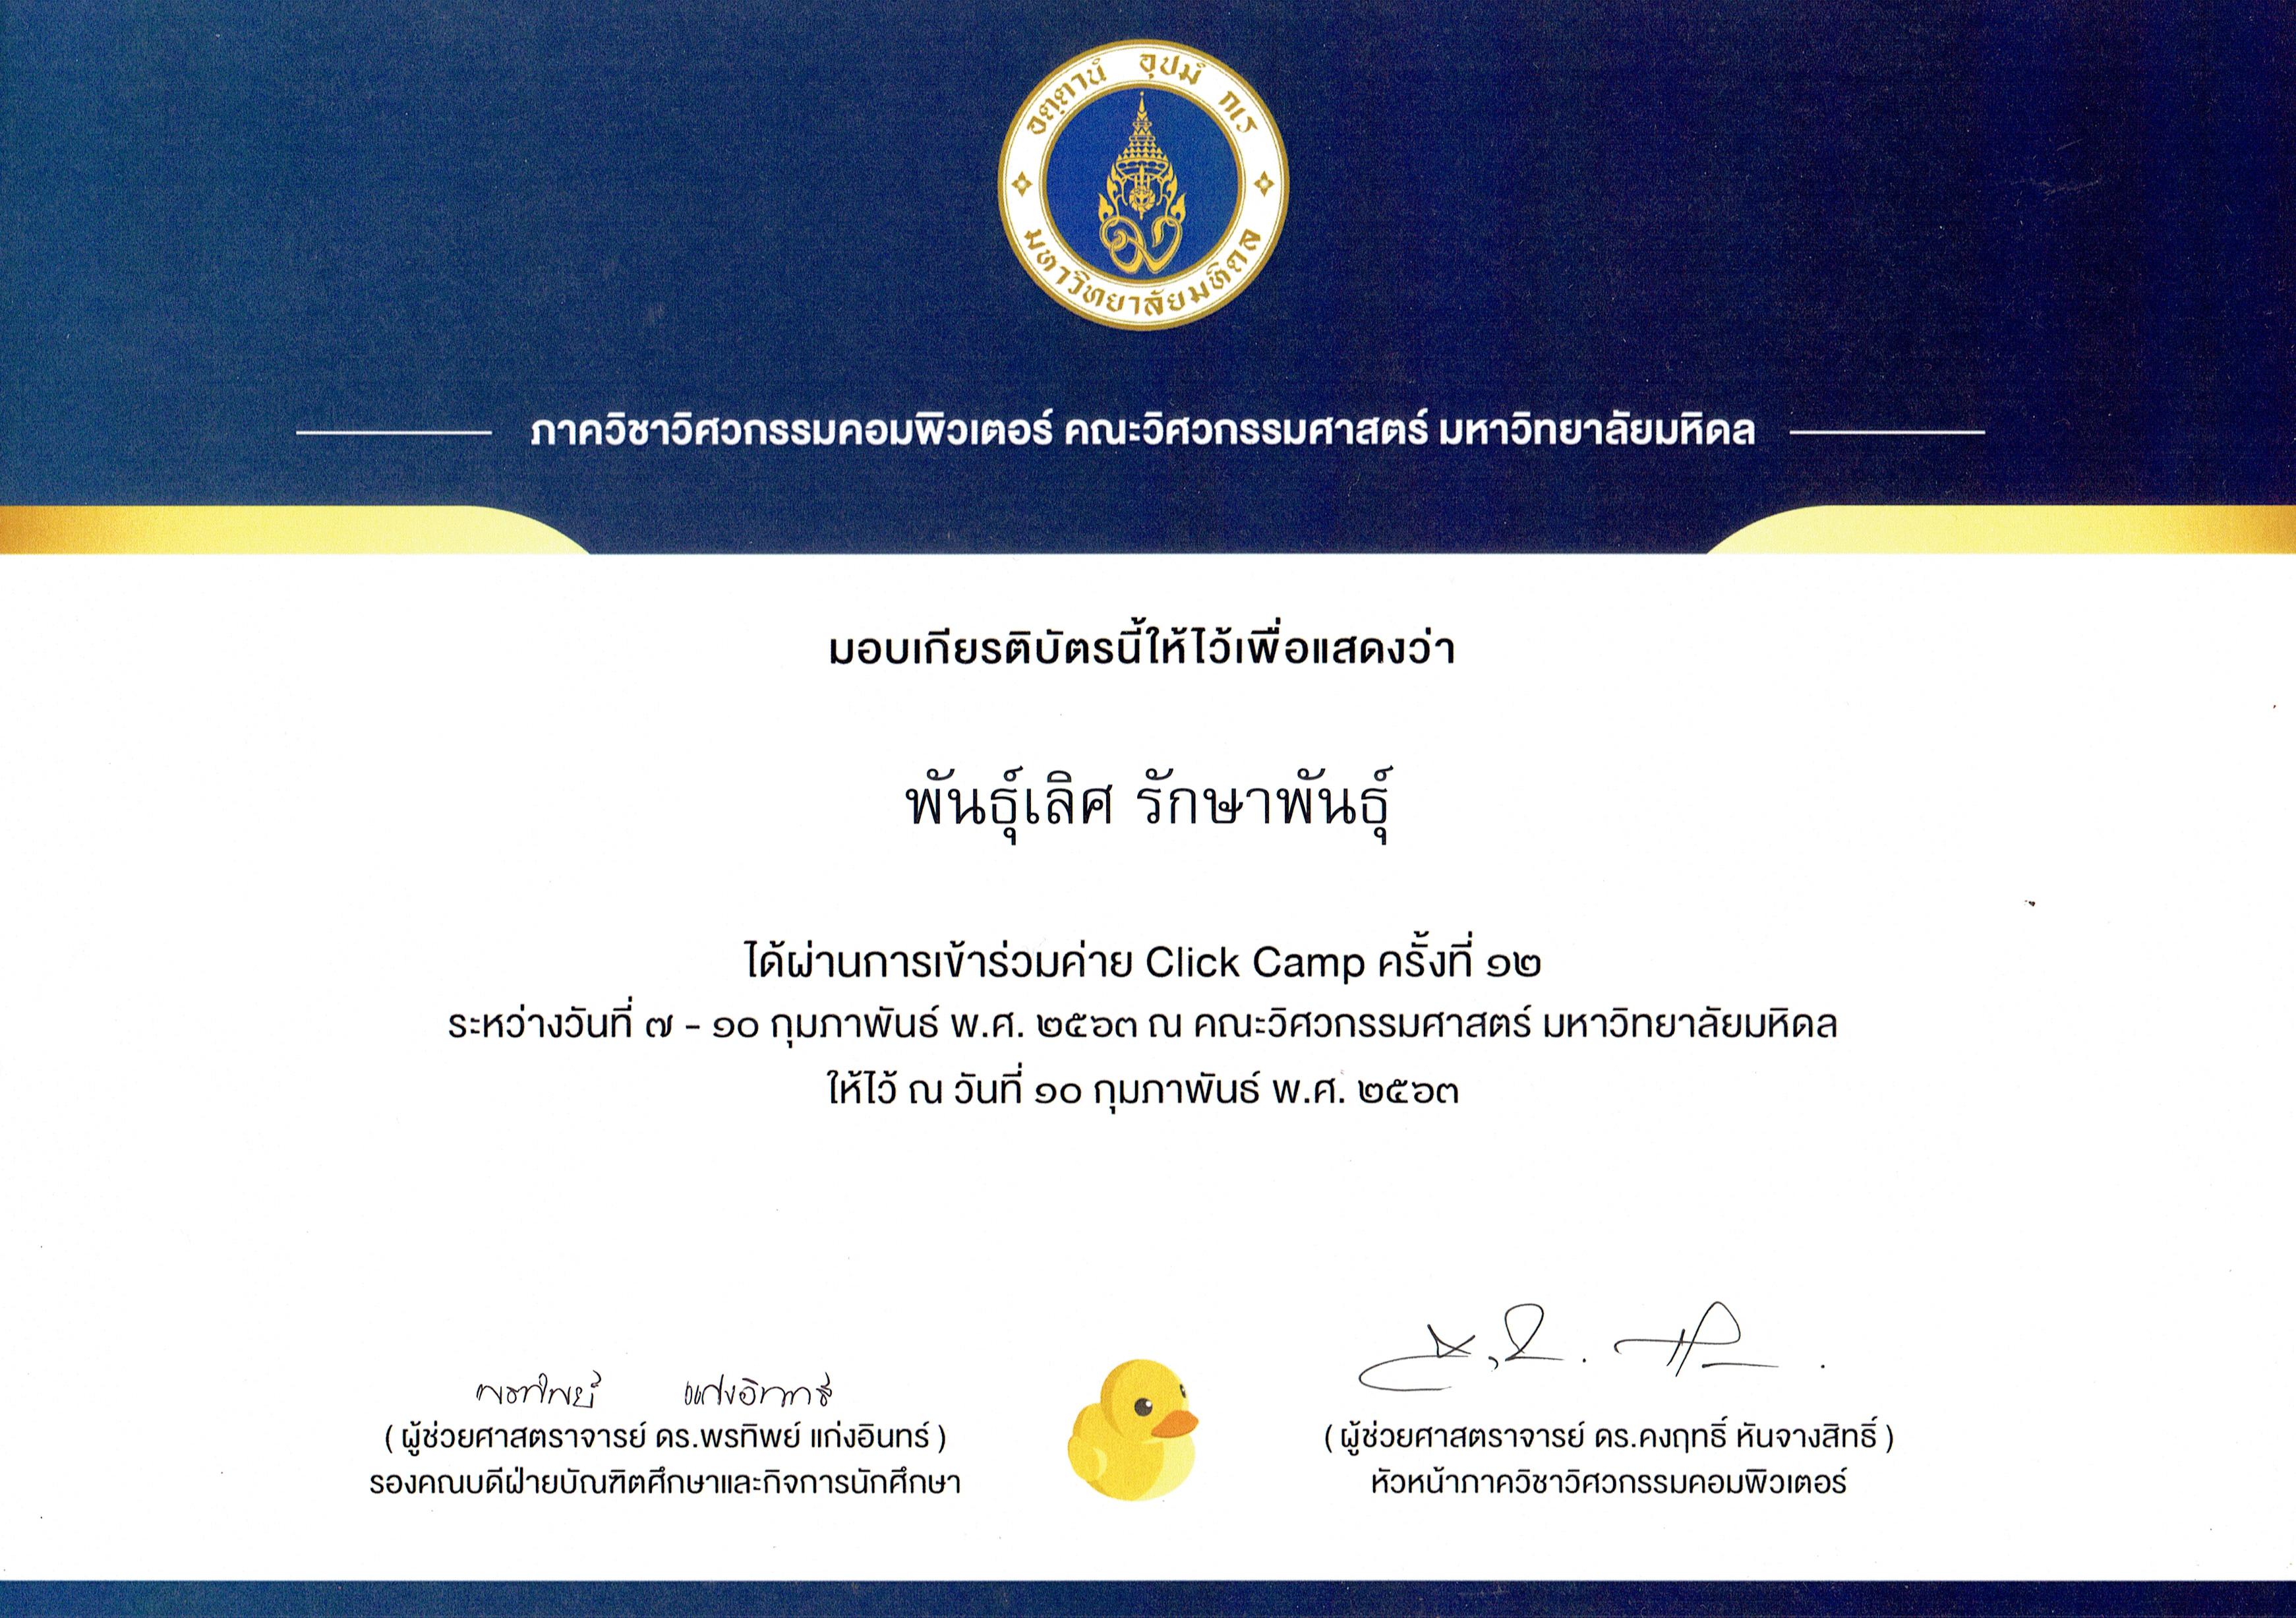 อตฺตานํ อุปมํ กเร
มหาวิทยาลัยมหิดล
ภาควิชาวิศวกรรมคอมพิวเตอร์ คณะวิศวกรรมศาสตร์ มหาวิทยาลัยมหิดล
มอบเกียรติบัตรนี้ให้ไว้เพื่อแสดงว่า
พันธุ์เลิศ รักษาพันธุ์
ได้ผ่านการเข้าร่วมค่าย Click Camp ครั้งที่ ๑๒
ระหว่างวันที่ ๗ - ๑๐ กุมภาพันธ์ พ.ศ. ๒๕๖๓ ณ คณะวิศวกรรมศาสตร์ มหาวิทยาลัยมหิดล
ให้ไว้ ณ วันที่ ๑๐ กุมภาพันธ์ พ.ศ. ๒๕๖๓
พรทิพย์ แก่งอินทร์
( ผู้ช่วยศาสตราจารย์ ดร.พรทิพย์ แก่งอินทร์ )
รองคณบดีฝ่ายบัณฑิตศึกษาและกิจการนักศึกษา
( ผู้ช่วยศาสตราจารย์ ดร.คงฤทธิ์ หันจางสิทธิ์ )
หัวหน้าภาควิชาวิศวกรรมคอมพิวเตอร์